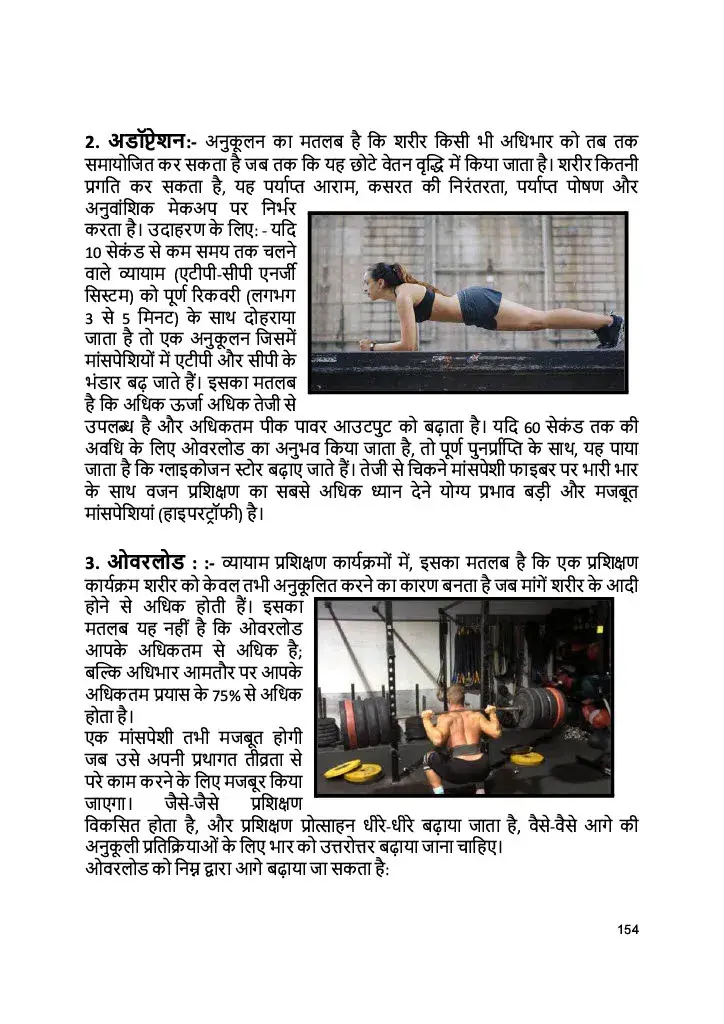 2. अडॉप्टेशन:- अनुकूलन का मतलब है कि शरीर किसी भी अधिभार को तब तक
समायोजित कर सकता है जब तक कि यह छोटे वेतन वृद्धि में किया जाता है। शरीर कितनी
प्रगति कर सकता है, यह पर्याप्त आराम, कसरत की निरंतरता, पर्याप्त पोषण और
अनुवांशिक मेकअप पर निर्भर
करता है। उदाहरण के लिए: - यदि
10 सेकंड से कम समय तक चलने
वाले व्यायाम (एटीपी-सीपी एनर्जी
सिस्टम) को पूर्ण रिकवरी (लगभग
3 से 5 मिनट) के साथ दोहराया
जाता है तो एक अनुकूलन जिसमें
मांसपेशियों में एटीपी और सीपी के
भंडार बढ़ जाते हैं। इसका मतलब
है कि अधिक ऊर्जा अधिक तेजी से
उपलब्ध है और अधिकतम पीक पावर आउटपुट को बढ़ाता है। यदि 60 सेकंड तक की
अवधि के लिए ओवरलोड का अनुभव किया जाता है, तो पूर्ण पुनर्प्राप्ति के साथ, यह पाया
जाता है कि ग्लाइकोजन स्टोर बढ़ाए जाते हैं। तेजी से चिकने मांसपेशी फाइबर पर भारी भार
के साथ वजन प्रशिक्षण का सबसे अधिक ध्यान देने योग्य प्रभाव बड़ी और मजबूत
मांसपेशियां (हाइपरट्रॉफी) है।
3. ओवरलोड : :- व्यायाम प्रशिक्षण कार्यक्रमों में, इसका मतलब है कि एक प्रशिक्षण
कार्यक्रम शरीर को केवल तभी अनुकूलित करने का कारण बनता है जब मांगें शरीर के आदी
होने से अधिक होती हैं। इसका
मतलब यह नहीं है कि ओवरलोड
आपके अधिकतम से अधिक है;
बल्कि अधिभार आमतौर पर आपके
अधिकतम प्रयास के 75% से अधिक
होता है।
एक मांसपेशी तभी मजबूत होगी
जब उसे अपनी प्रथागत तीव्रता से
परे काम करने के लिए मजबूर किया
जाएगा। जैसे-जैसे प्रशिक्षण
विकसित होता है, और प्रशिक्षण प्रोत्साहन धीरे-धीरे बढ़ाया जाता है, वैसे-वैसे आगे की
अनुकूली प्रतिक्रियाओं के लिए भार को उत्तरोत्तर बढ़ाया जाना चाहिए।
ओवरलोड को निम्न द्वारा आगे बढ़ाया जा सकता है:
154